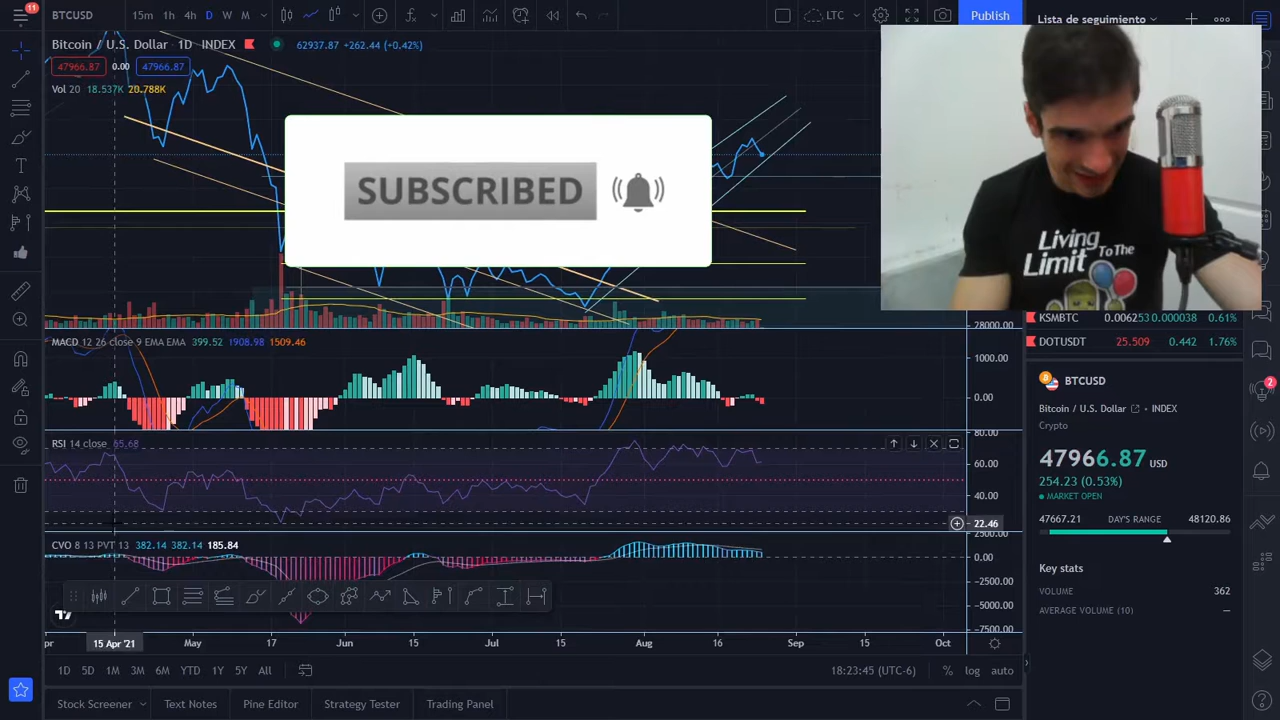 11
BTCUSD
15m 1h 4h D W M
LTC
Publish
Lista de seguimiento
Bitcoin / U.S. Dollar · 1D · INDEX
62937.87 +262.44 (+0.42%)
47966.87 0.00 47966.87
Vol 20 18.537K 20.788K
SUBSCRIBED
Living
Limit To The
28000.00
KSMBTC 0.006253 0.000038 0.61%
DOTUSDT 25.509 0.442 1.76%
MACD 12 26 close 9 EMA EMA 399.52 1908.98 1509.46
1000.00
0.00
BTCUSD
2
Bitcoin / U.S. Dollar · INDEX
Crypto
RSI 14 close 65.68
80.00
60.00
40.00
22.46
47966.87 USD
254.23 (0.53%)
MARKET OPEN
47667.21 DAY'S RANGE 48120.86
CVO 8 13 PVT 13 382.14 382.14 185.84
2500.00
0.00
−2500.00
−5000.00
−7500.00
Key stats
VOLUME 362
AVERAGE VOLUME (10) —
pr 15 Apr '21 May 17 Jun 15 Jul 15 Aug 16 Sep 15 Oct
1D 5D 1M 3M 6M YTD 1Y 5Y All
18:23:45 (UTC-6) % log auto
Stock Screener Text Notes Pine Editor Strategy Tester Trading Panel